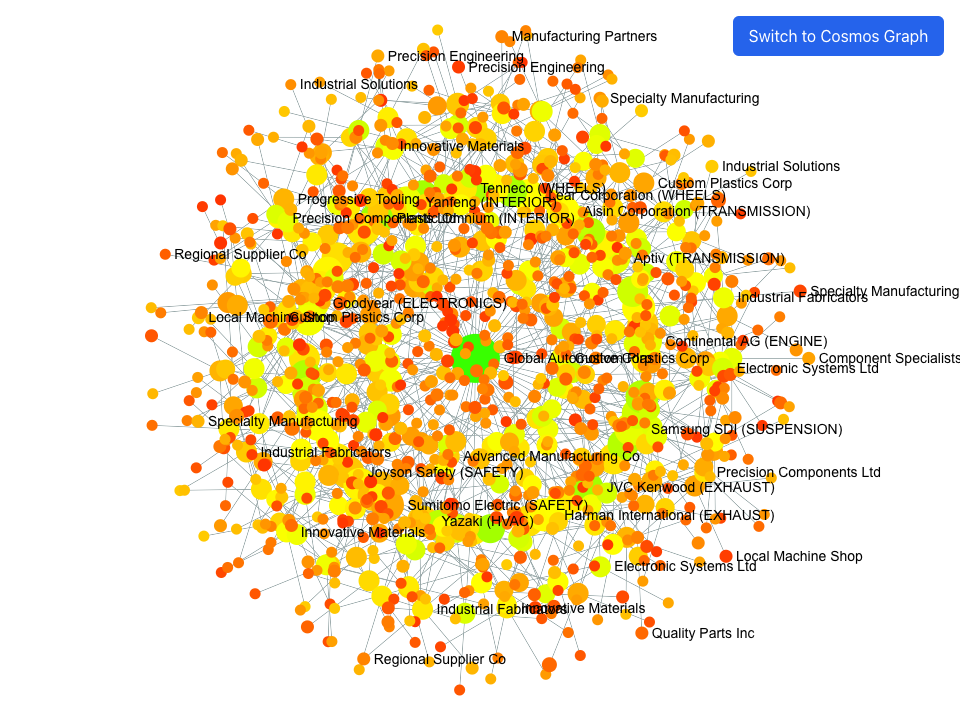 Manufacturing Partners
Switch to Cosmos Graph
Precision Engineering
Precision Engineering
Industrial Solutions
Specialty Manufacturing
Innovative Materials
Industrial Solutions
Custom Plastics Corp
Tenneco (WHEELS)
Lear Corporation (WHEELS)
Progressive Tooling
Yanfeng (INTERIOR)
Aisin Corporation (TRANSMISSION)
Precision Components Ltd
Plastic Omnium (INTERIOR)
Regional Supplier Co
Aptiv (TRANSMISSION)
Specialty Manufacturing
Industrial Fabricators
Goodyear (ELECTRONICS)
Local Machine Shop
Custom Plastics Corp
Continental AG (ENGINE)
Global Automotive Corp
Custom Plastics Corp
Component Specialists
Electronic Systems Ltd
Specialty Manufacturing
Samsung SDI (SUSPENSION)
Industrial Fabricators
Advanced Manufacturing Co
Joyson Safety (SAFETY)
Precision Components Ltd
JVC Kenwood (EXHAUST)
Sumitomo Electric (SAFETY)
Harman International (EXHAUST)
Yazaki (HVAC)
Innovative Materials
Local Machine Shop
Electronic Systems Ltd
Industrial Fabricators
Innovative Materials
Quality Parts Inc
Regional Supplier Co